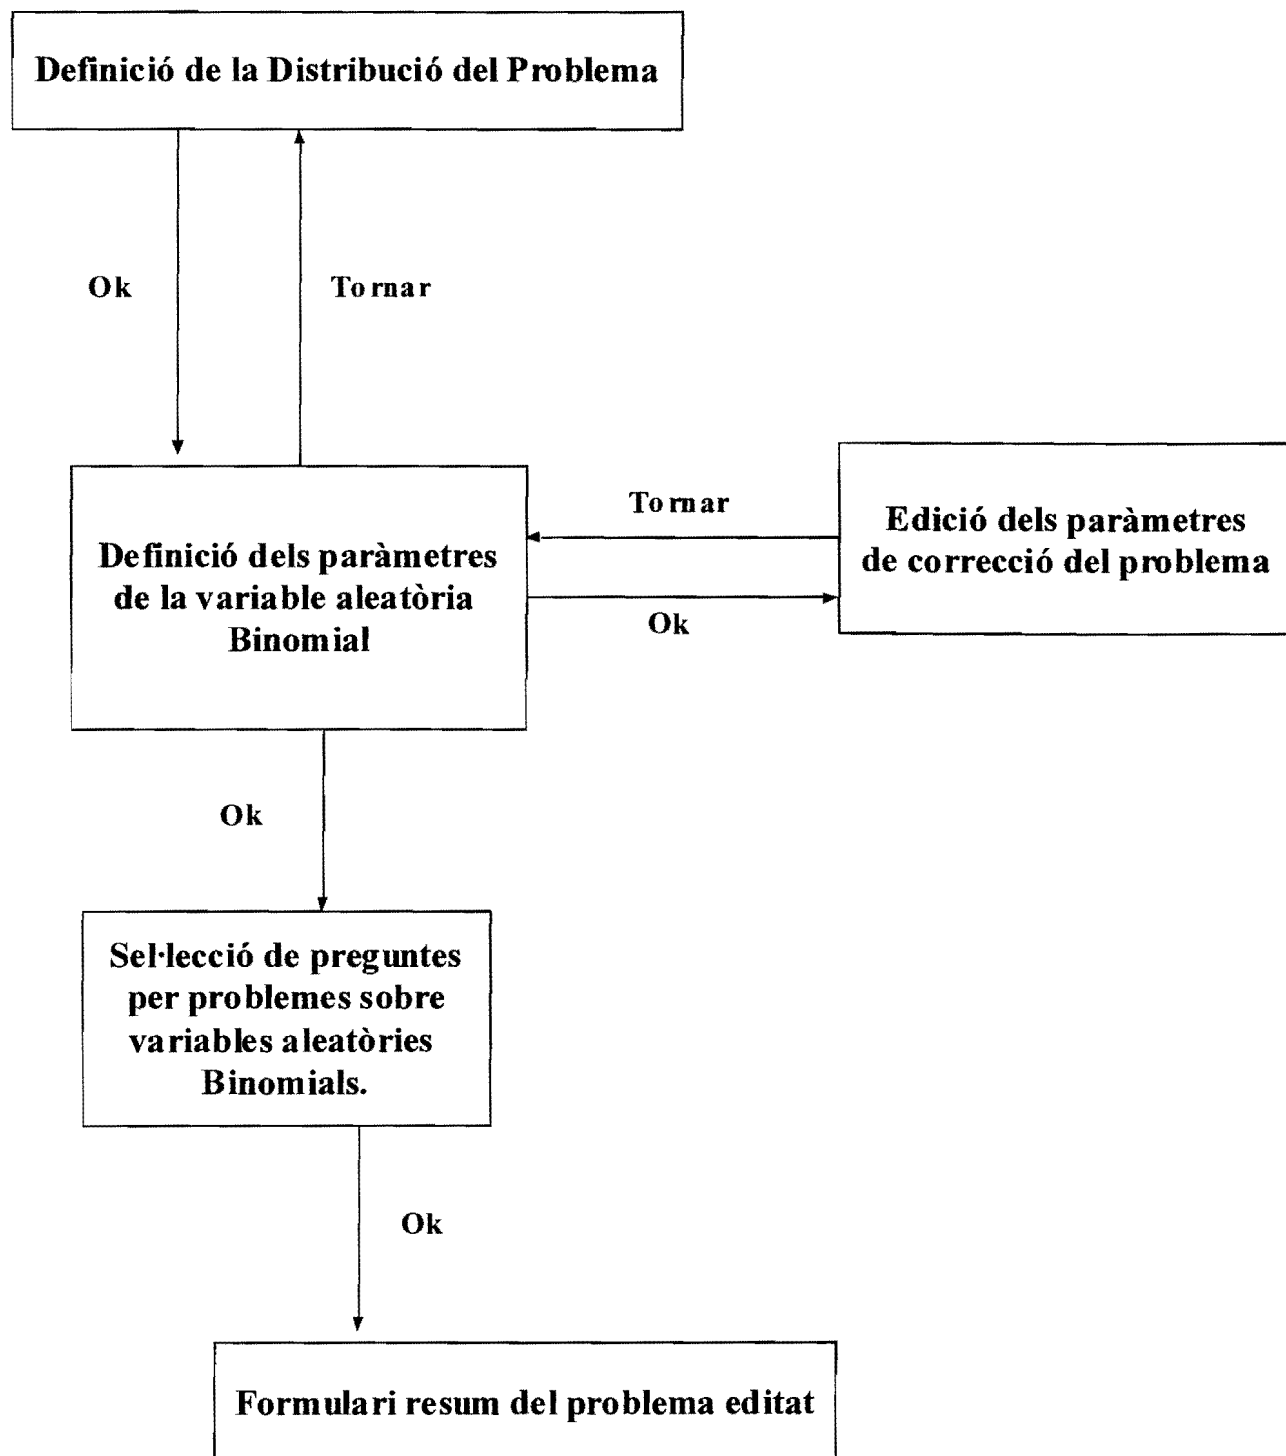 Definició de la Distribució del Problema
Ok
Tornar
Tornar
Edició dels paràmetres
de correcció del problema
Definició dels paràmetres
de la variable aleatòria
Binomial
Ok
Ok
Sel·lecció de preguntes
per problemes sobre
variables aleatòries
Binomials.
Ok
Formulari resum del problema editat